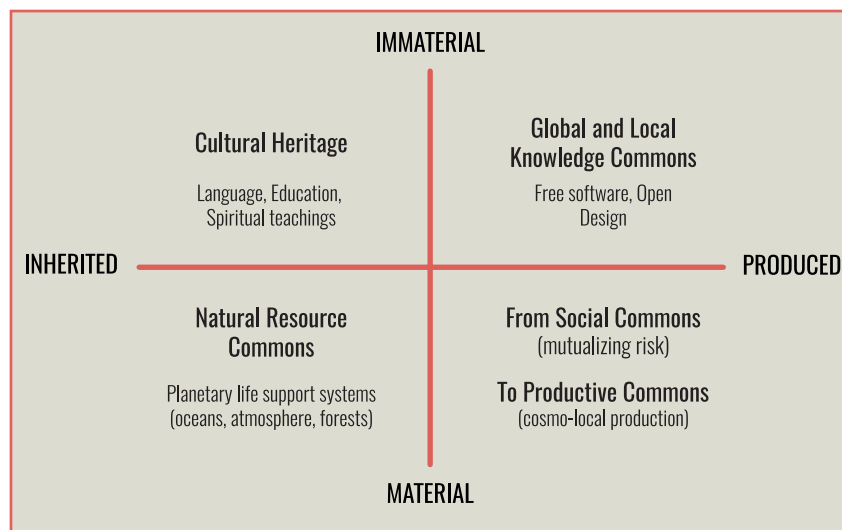 IMMATERIAL
Cultural Heritage
Language, Education,
Spiritual teachings
Global and Local
Knowledge Commons
Free software, Open
Design
INHERITED
PRODUCED
Natural Resource
Commons
Planetary life support systems
(oceans, atmosphere, forests)
From Social Commons
(mutualizing risk)
To Productive Commons
(cosmo-local production)
MATERIAL